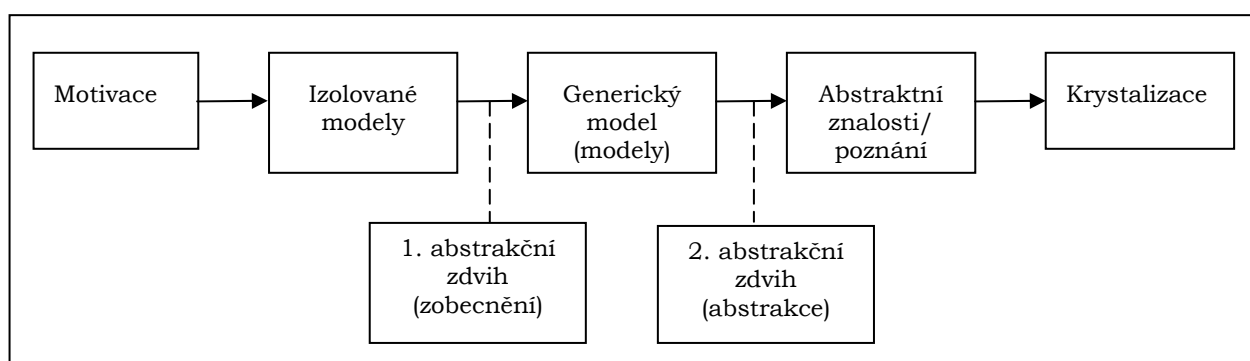 Motivace
Izolované
modely
Generický
model
(modely)
Abstraktní
znalosti/
poznání
Krystalizace
1. abstrakční
zdvih
(zobecnění)
2. abstrakční
zdvih
(abstrakce)